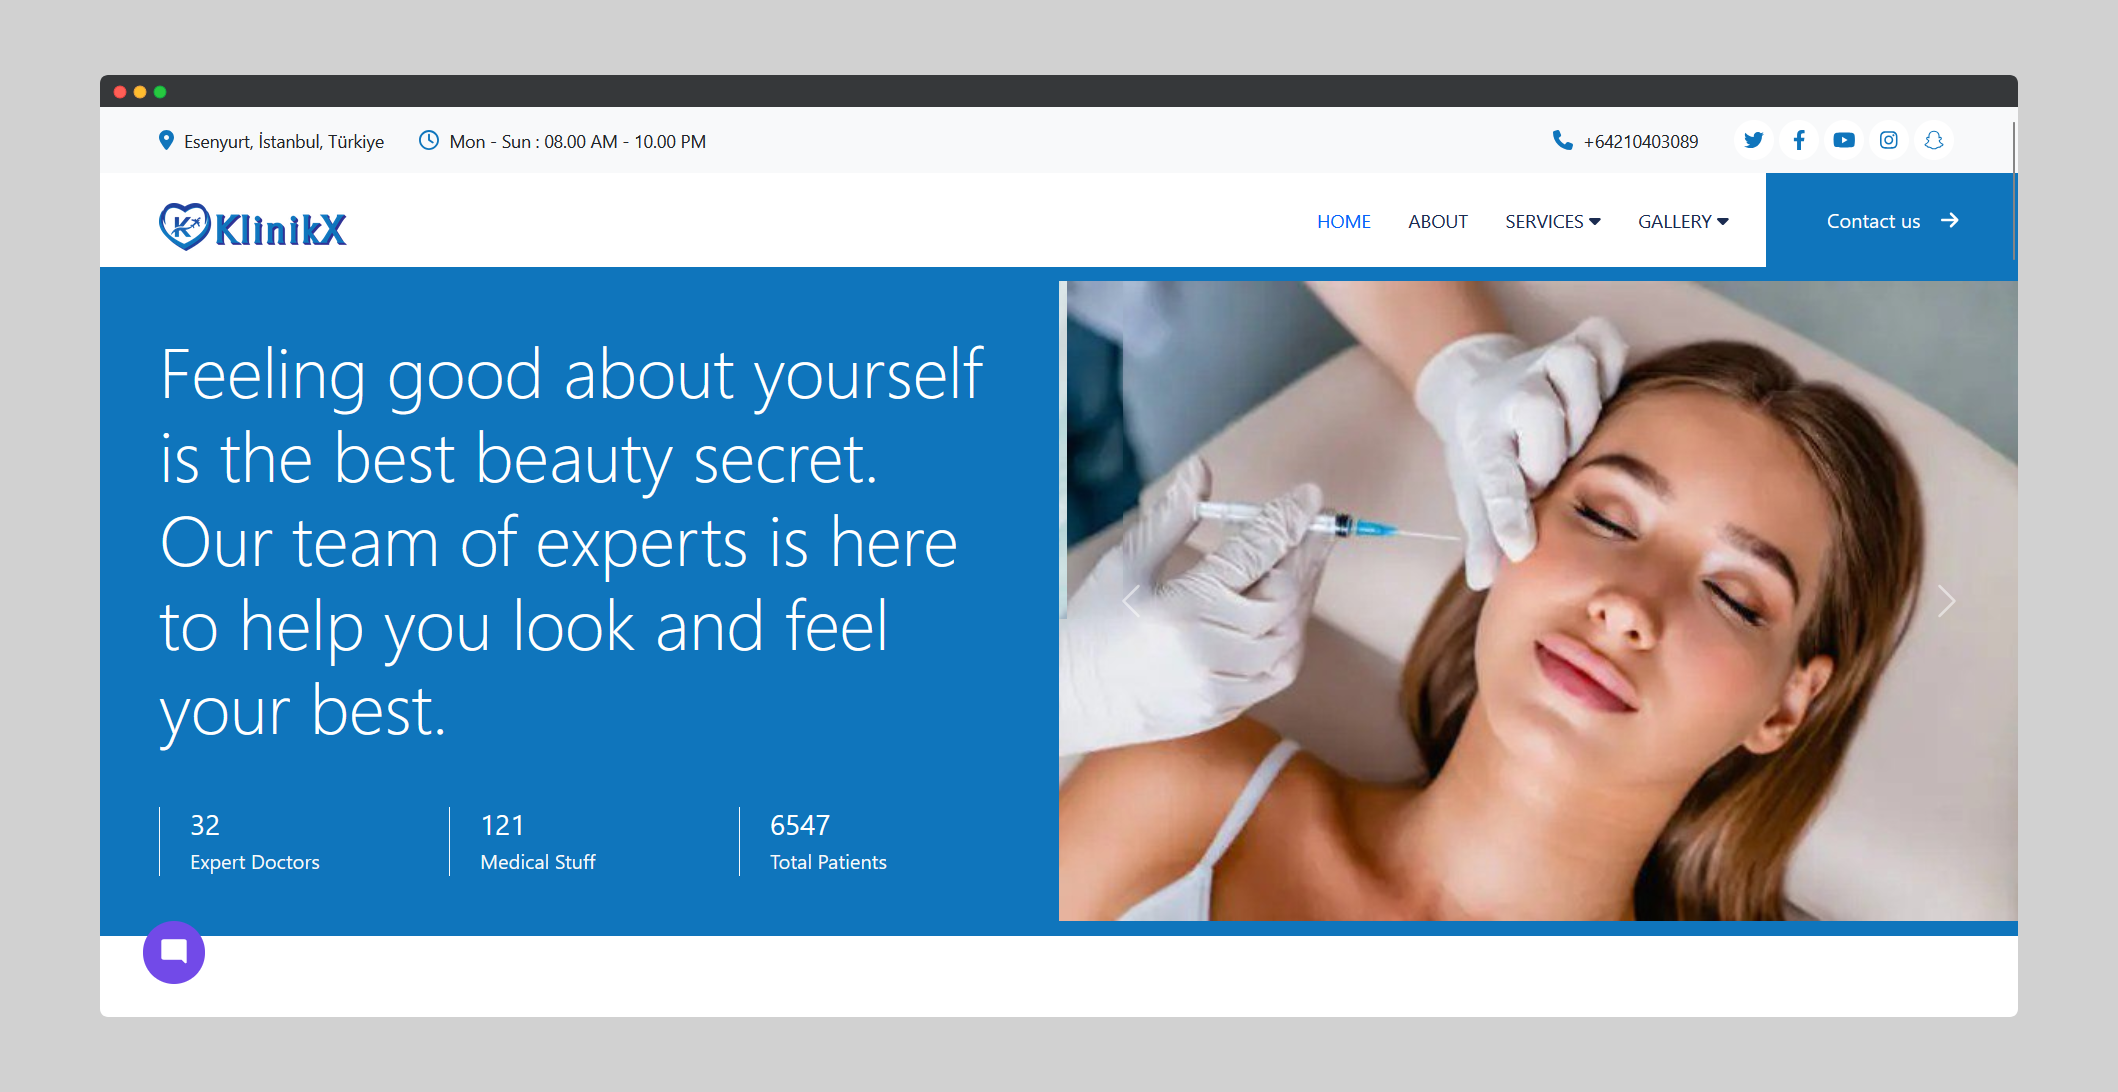 Esenyurt, İstanbul, Türkiye
Mon - Sun : 08.00 AM - 10.00 PM
+64210403089
K KlinikX
HOME
ABOUT
SERVICES
GALLERY
Contact us
Feeling good about yourself
is the best beauty secret.
Our team of experts is here
to help you look and feel
your best.
32
Expert Doctors
121
Medical Stuff
6547
Total Patients